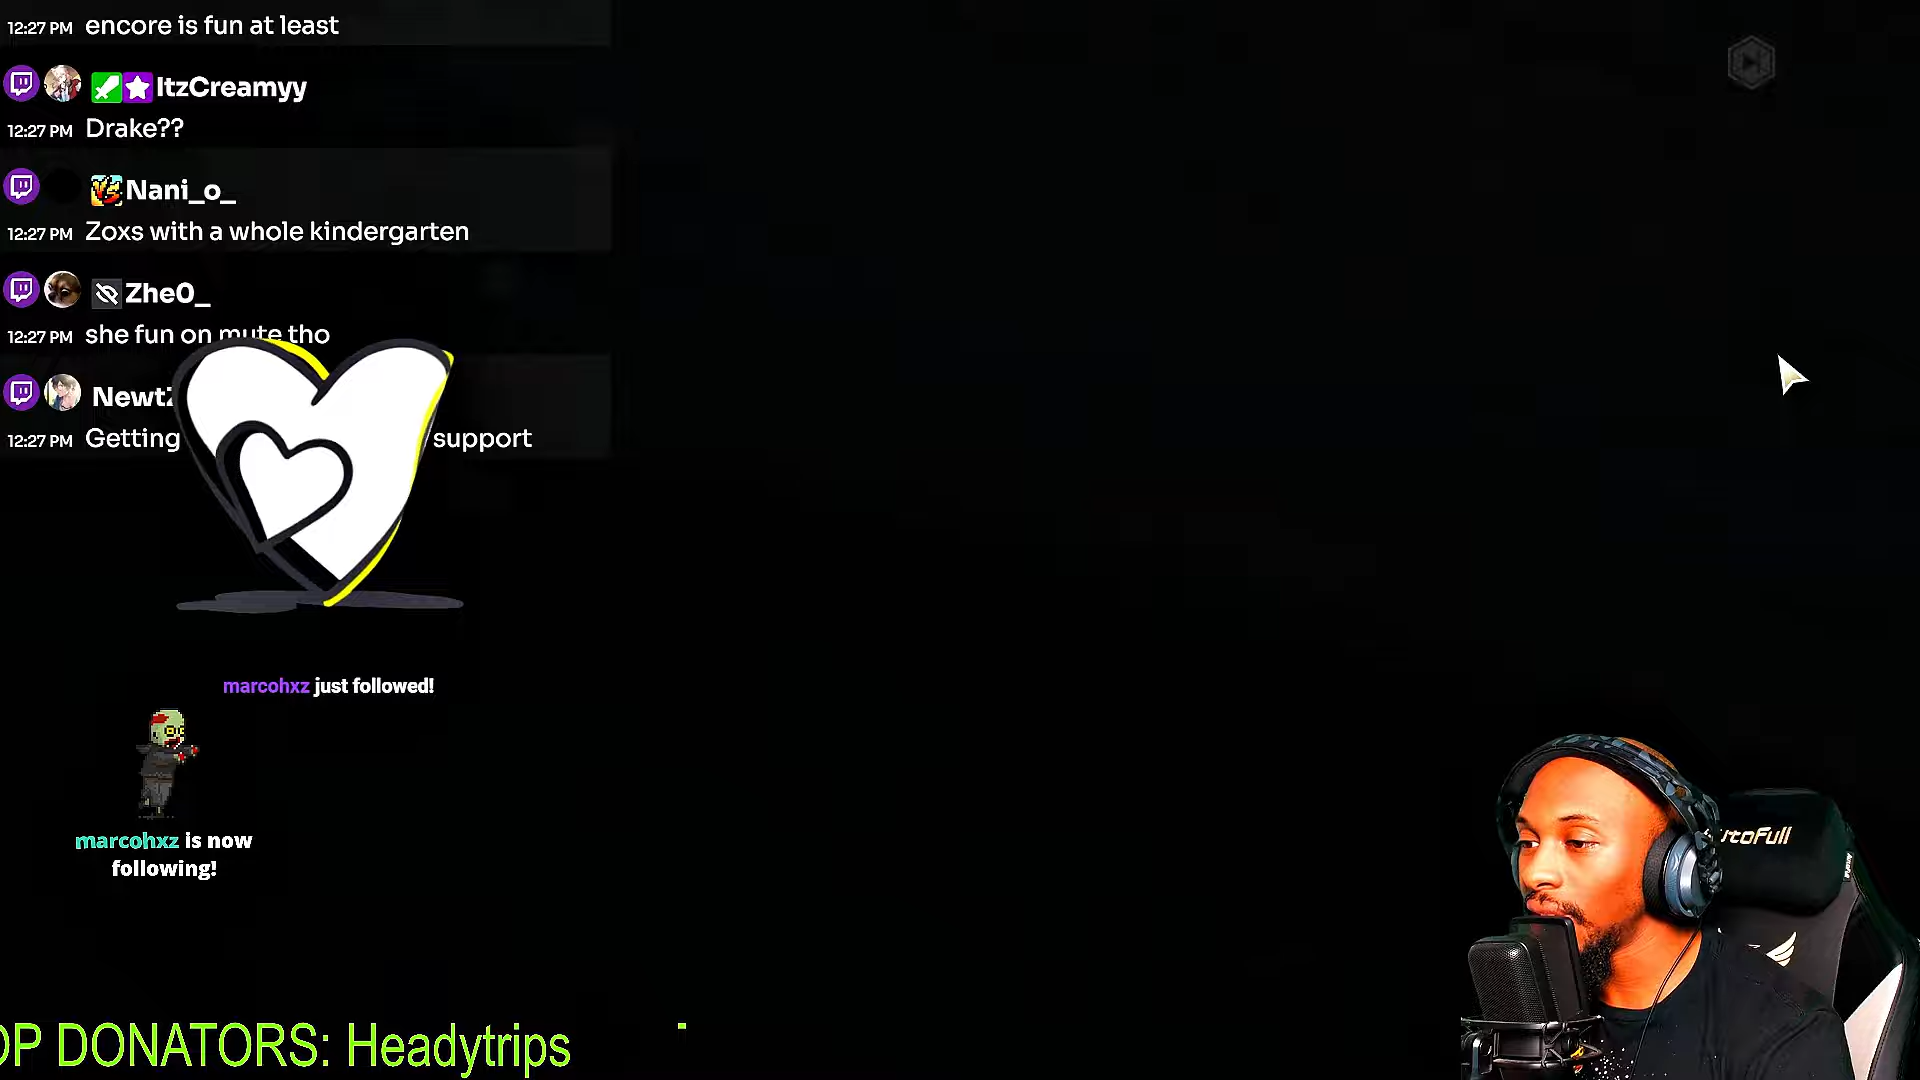 12:27 PM encore is fun at least
ItzCreamyy
12:27 PM Drake??
Nani_o_
12:27 PM Zoxs with a whole kindergarten
Zhe0_
12:27 PM she fun on mute tho
12:27 PM Getting support
marcohxz just followed!
marcohxz is now
following!
DONATORS: Headytrips